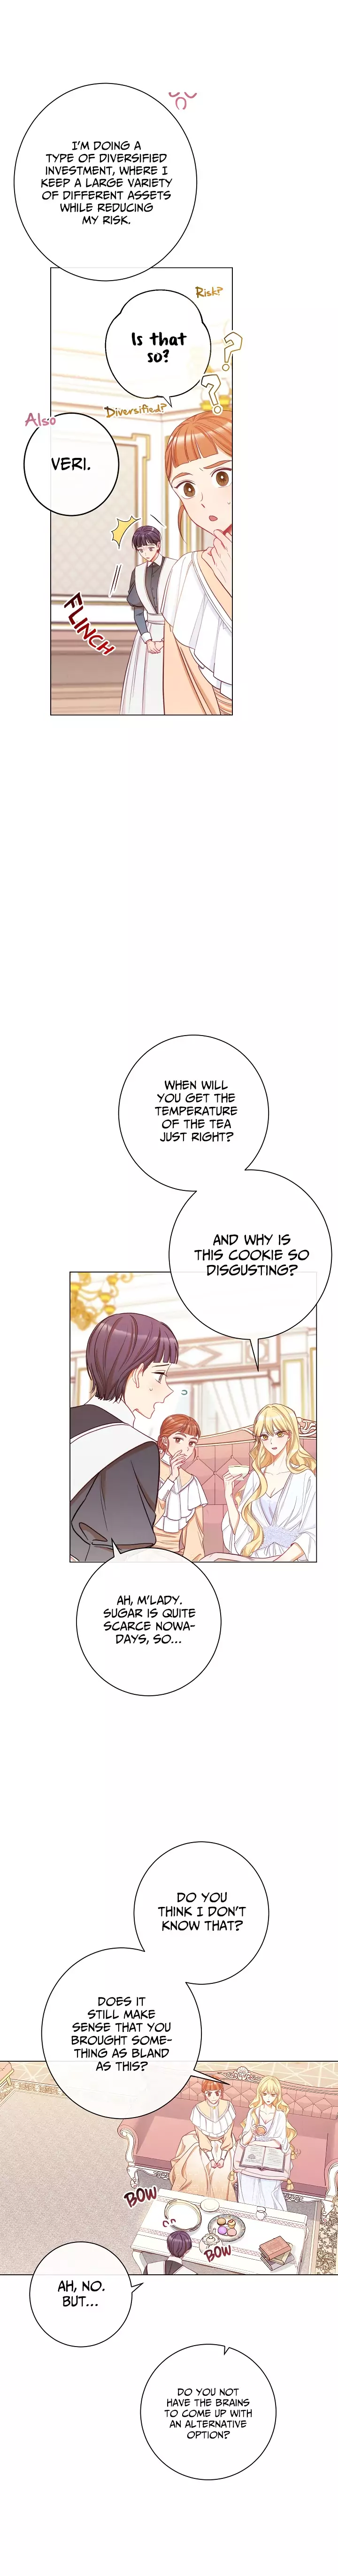 I'M DOING A
TYPE OF DIVERSIFIED
INVESTMENT, WHERE I
KEEP A LARGE VARIETY
OF DIFFERENT ASSETS
WHILE REDUCING
MY RISK.
Risk?
Is that
so?
??
Diversified?
Also
VERI.
FLINCH
WHEN WILL
YOU GET THE
TEMPERATURE
OF THE TEA
JUST RIGHT?
AND WHY IS
THIS COOKIE SO
DISGUSTING?
AH, M'LADY.
SUGAR IS QUITE
SCARCE NOWA-
DAYS, SO...
DO YOU
THINK I DON'T
KNOW THAT?
DOES IT
STILL MAKE
SENSE THAT YOU
BROUGHT SOME-
THING AS BLAND
AS THIS?
BOW
BOW
AH, NO.
BUT...
DO YOU NOT
HAVE THE BRAINS
TO COME UP WITH
AN ALTERNATIVE
OPTION?